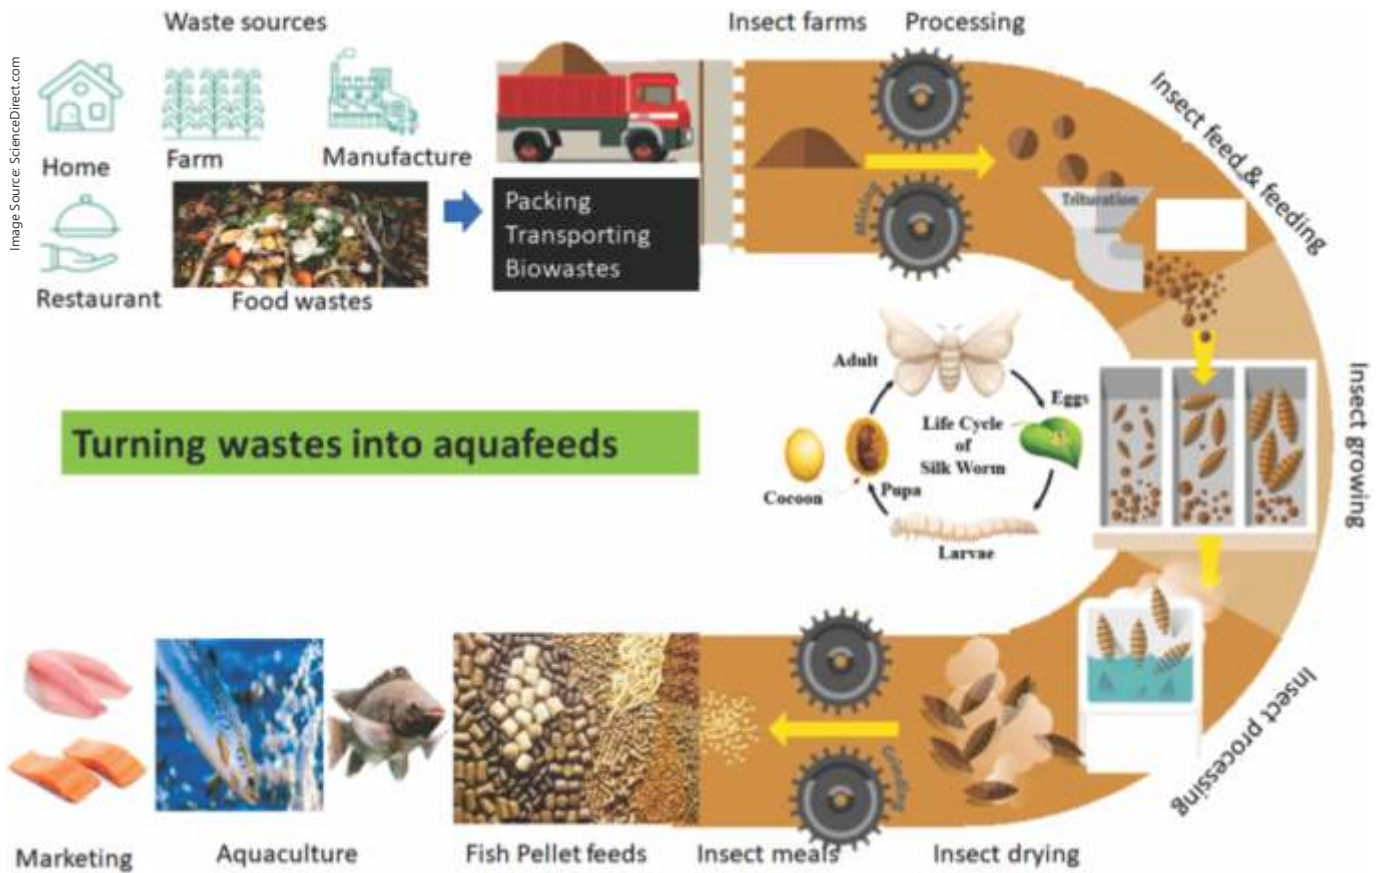 Waste sources
Insect farms
Processing
Image Source: ScienceDirect.com
Home
Farm
Manufacture
Restaurant
Food wastes
Packing
Transporting
Biowastes
Mixing
Trituration
Insect feed & feeding
Adult
Eggs
Life Cycle
of
Silk Worm
Cocoon
Pupa
Larvae
Insect growing
Turning wastes into aquafeeds
Insect processing
Grinding
Marketing
Aquaculture
Fish Pellet feeds
Insect meals
Insect drying